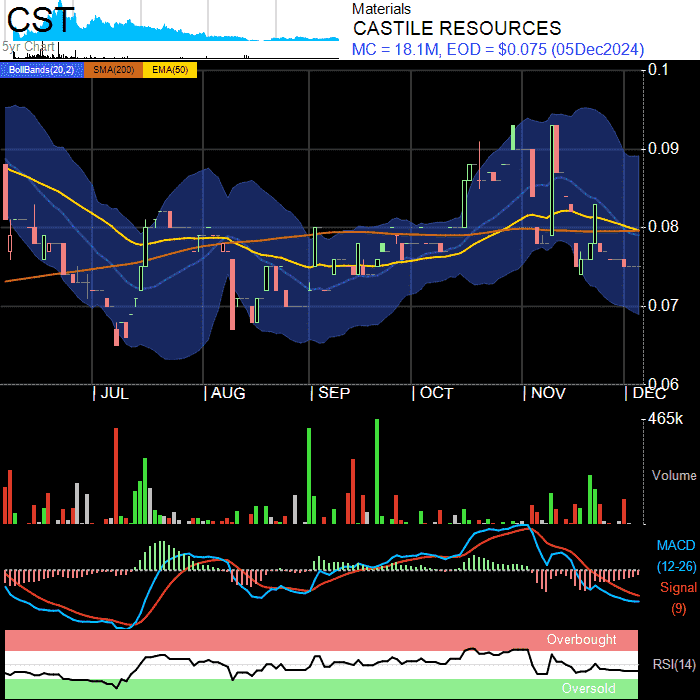 CST
5yr Chart
Materials
CASTILE RESOURCES
MC = 18.1M, EOD = $0.075 (05Dec2024)
BollBands(20,2) SMA(200) EMA(50)
0.1
0.09
0.08
0.07
0.06
JUL AUG SEP OCT NOV DEC
465k
Volume
MACD
(12-26)
Signal
(9)
Overbought
RSI(14)
Oversold